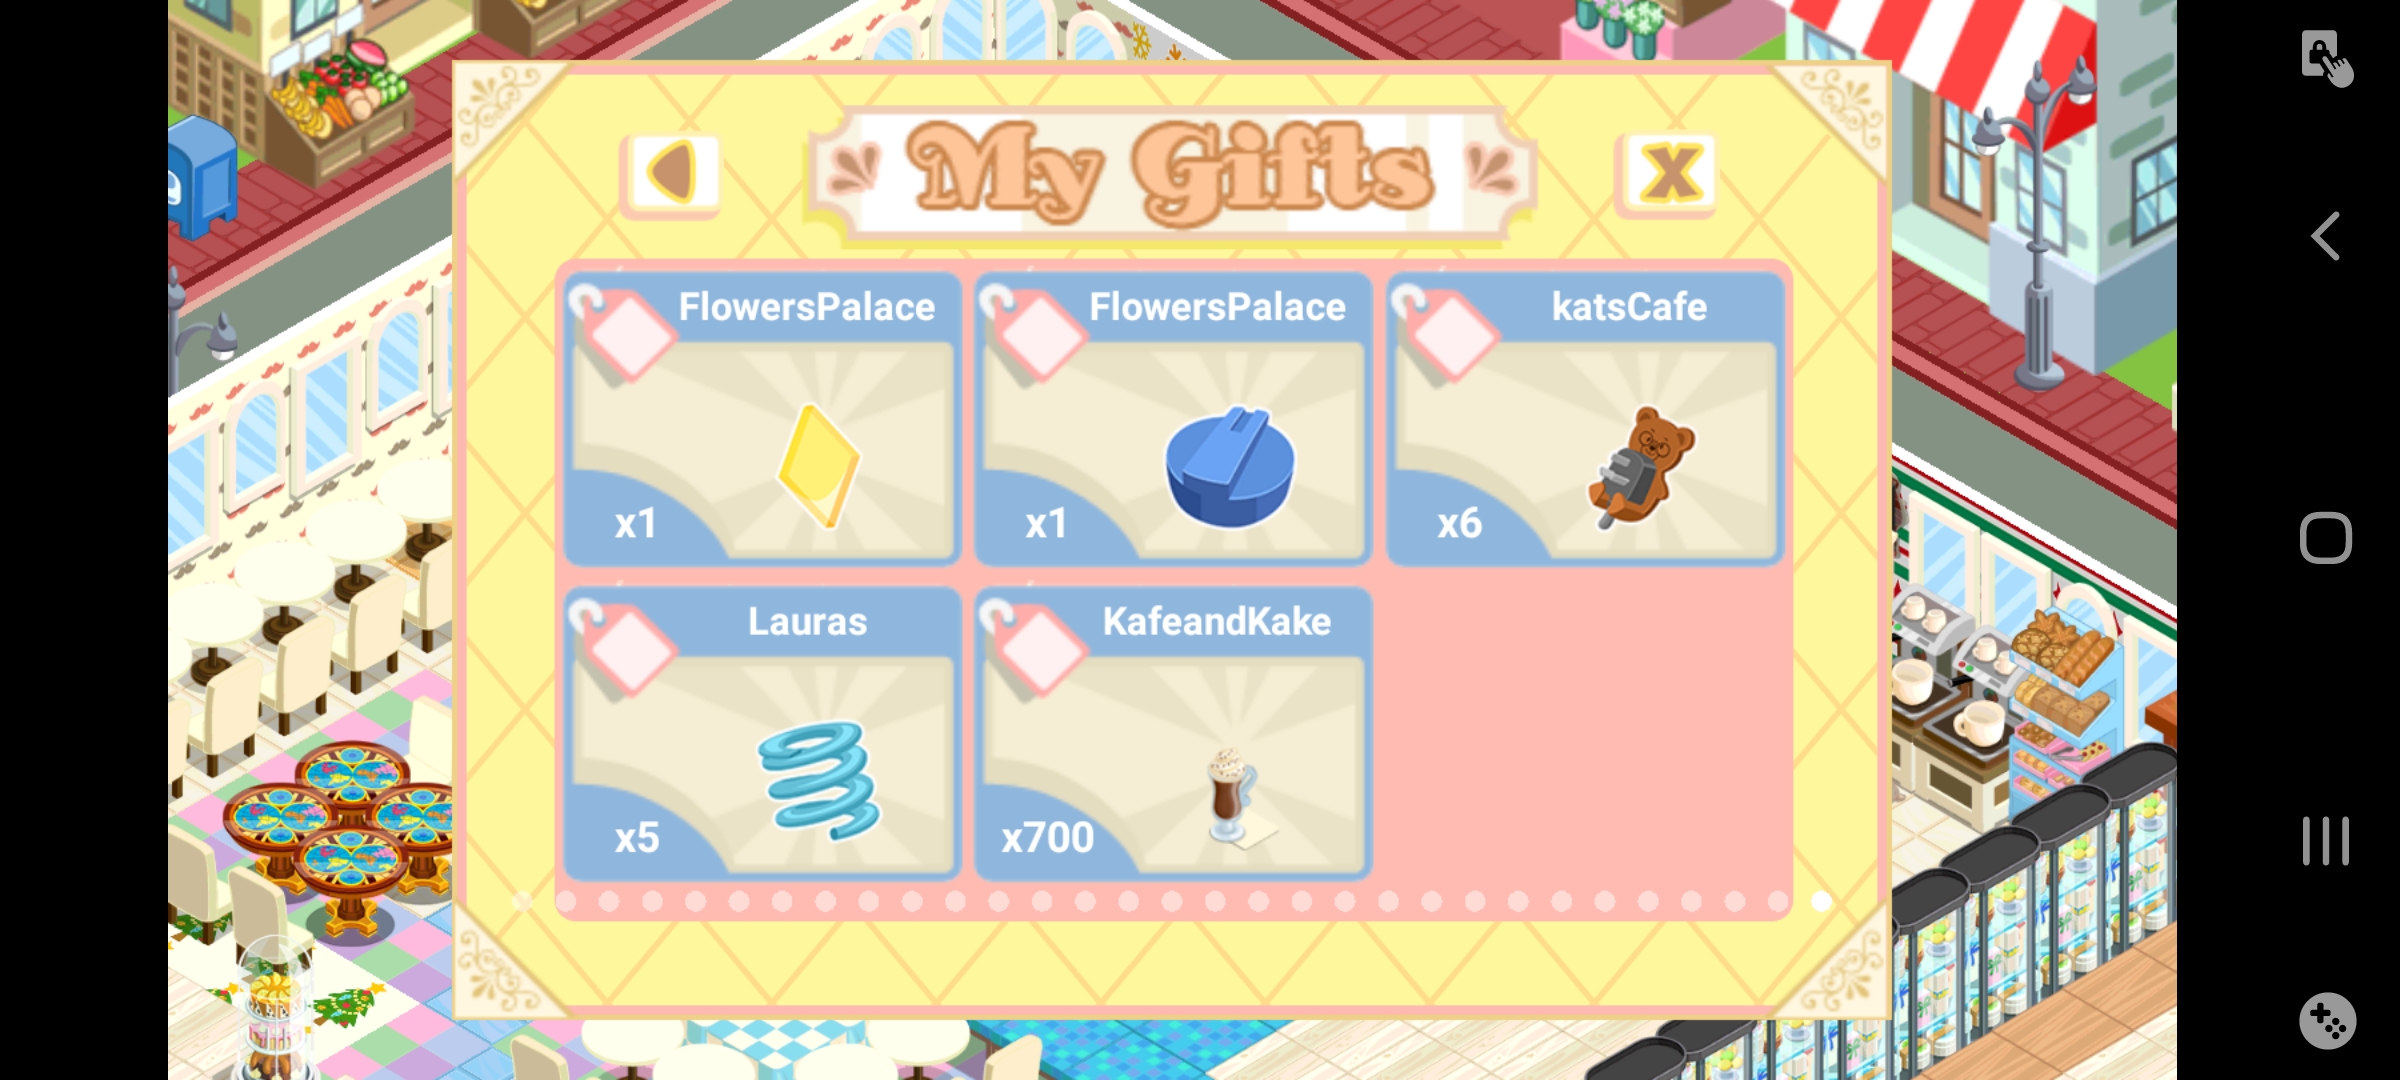 My Gifts
FlowersPalace
x1
FlowersPalace
x1
katsCafe
x6
Lauras
x5
KafeandKake
x700